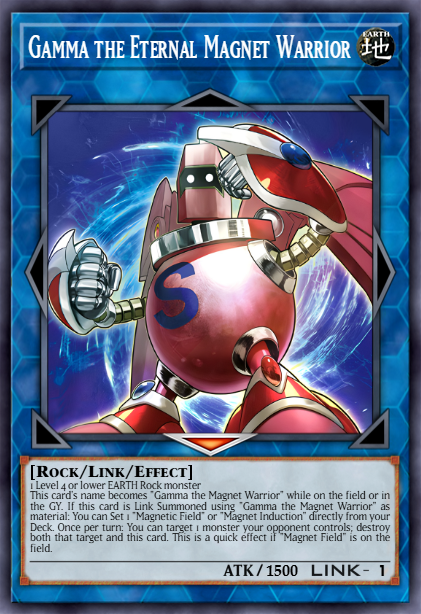 GAMMA THE ETERNAL MAGNET WARRIOR
EARTH
地
S
[ROCK/LINK/EFFECT]
1 Level 4 or lower EARTH Rock monster
This card's name becomes "Gamma the Magnet Warrior" while on the field or in
the GY. If this card is Link Summoned using "Gamma the Magnet Warrior" as
material: You can Set 1 "Magnetic Field" or "Magnet Induction" directly from your
Deck. Once per turn: You can target 1 monster your opponent controls; destroy
both that target and this card. This is a quick effect if "Magnet Field" is on the
field.
ATK / 1500 LINK- 1